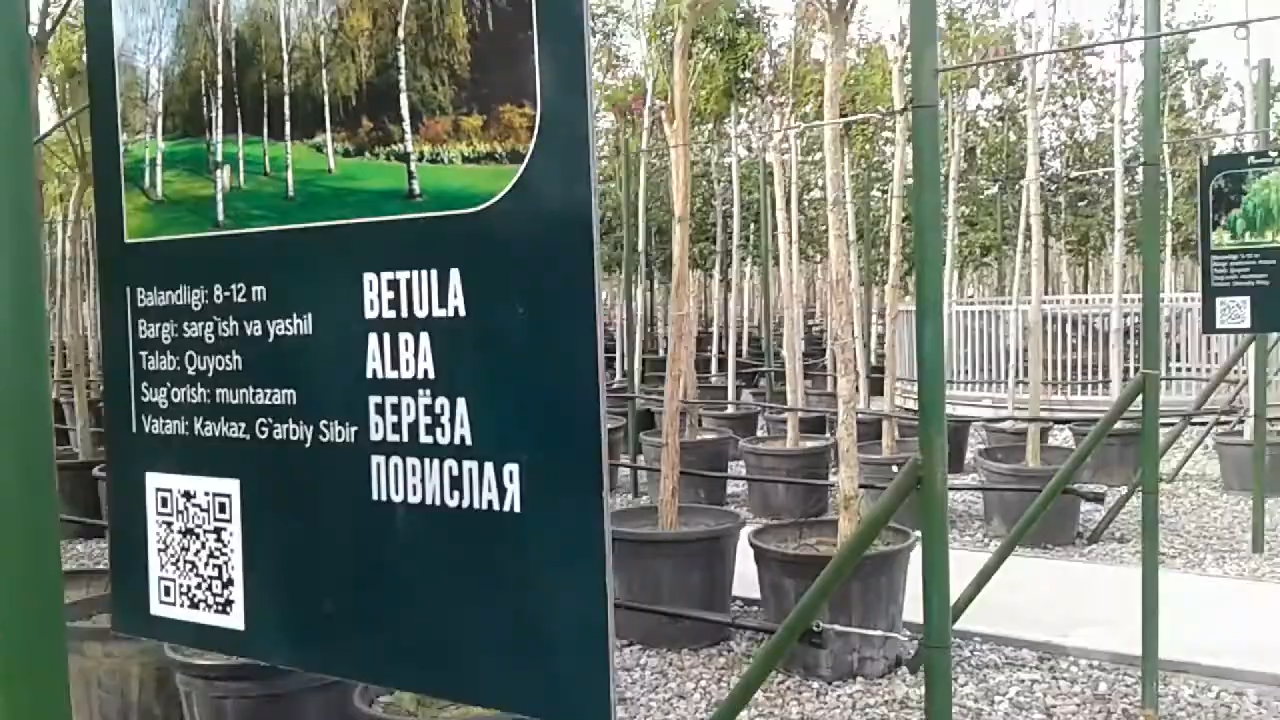 Balandligi: 8-12 m
Bargi: sarg`ish va yashil
Talab: Quyosh
Sug`orish: muntazam
Vatani: Kavkaz, G`arbiy Sibir
BETULA
ALBA
БЕРЁЗА
ПОВИСЛАЯ